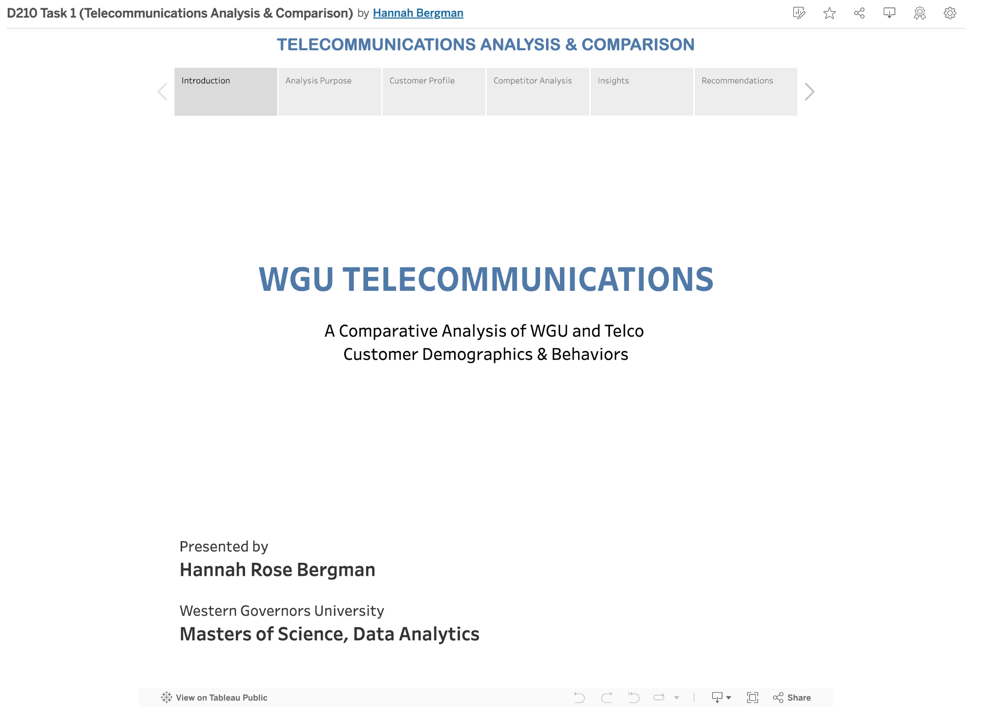 D210 Task 1 (Telecommunications Analysis & Comparison) by Hannah Bergman
TELECOMMUNICATIONS ANALYSIS & COMPARISON
Introduction
Analysis Purpose
Customer Profile
Competitor Analysis
Insights
Recommendations
WGU TELECOMMUNICATIONS
A Comparative Analysis of WGU and Telco
Customer Demographics & Behaviors
Presented by
Hannah Rose Bergman
Western Governors University
Masters of Science, Data Analytics
View on Tableau Public
Share